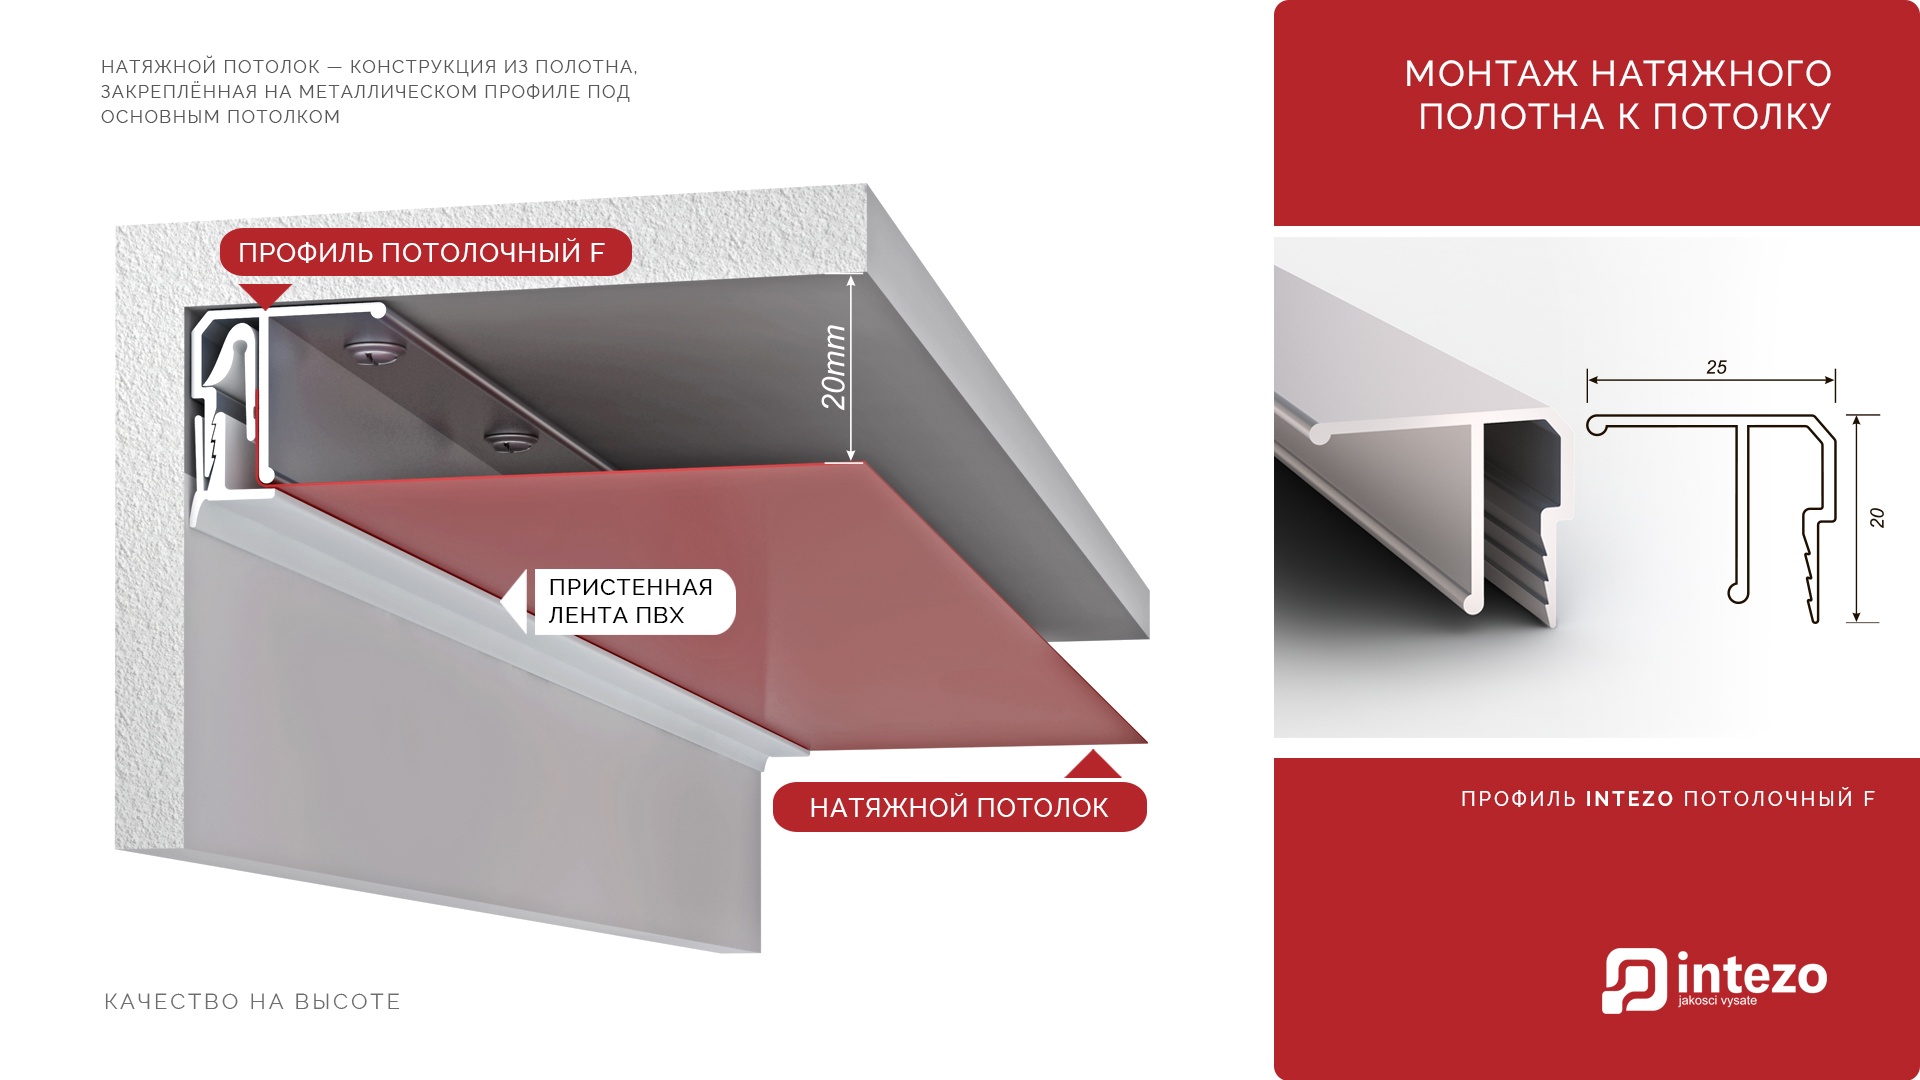 НАТЯЖНОЙ ПОТОЛОК — КОНСТРУКЦИЯ ИЗ ПОЛОТНА,
ЗАКРЕПЛЁННАЯ НА МЕТАЛЛИЧЕСКОМ ПРОФИЛЕ ПОД
ОСНОВНЫМ ПОТОЛКОМ
ПРОФИЛЬ ПОТОЛОЧНЫЙ F
20mm
ПРИСТЕННАЯ
ЛЕНТА ПВХ
НАТЯЖНОЙ ПОТОЛОК
КАЧЕСТВО НА ВЫСОТЕ
МОНТАЖ НАТЯЖНОГО
ПОЛОТНА К ПОТОЛКУ
25
20
ПРОФИЛЬ INTEZO ПОТОЛОЧНЫЙ F
intezo
jakosci vysate